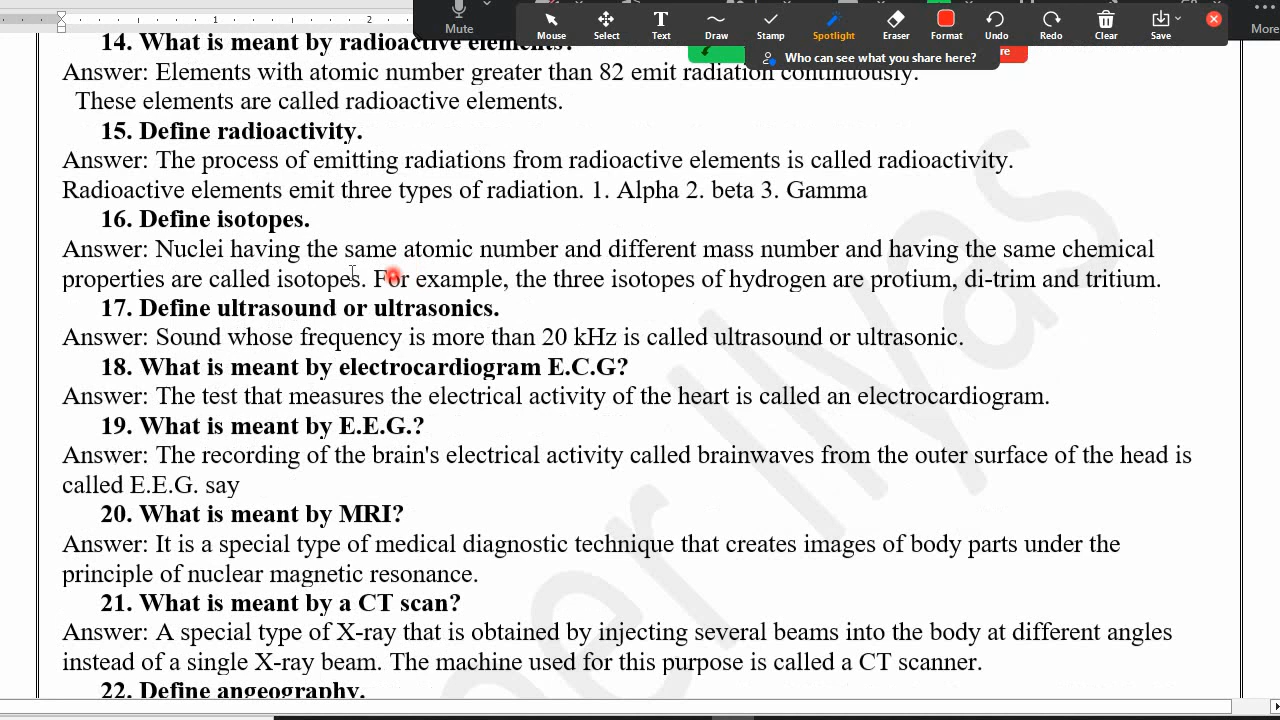 1 2
Mute
Mouse Select Text Draw Stamp Spotlight Eraser Format Undo Redo Clear Save More
Who can see what you share here?
14. What is meant by radioactive elements?
Answer: Elements with atomic number greater than 82 emit radiation continuously.
These elements are called radioactive elements.
15. Define radioactivity.
Answer: The process of emitting radiations from radioactive elements is called radioactivity.
Radioactive elements emit three types of radiation. 1. Alpha 2. beta 3. Gamma
16. Define isotopes.
Answer: Nuclei having the same atomic number and different mass number and having the same chemical
properties are called isotopes. For example, the three isotopes of hydrogen are protium, di-trim and tritium.
17. Define ultrasound or ultrasonics.
Answer: Sound whose frequency is more than 20 kHz is called ultrasound or ultrasonic.
18. What is meant by electrocardiogram E.C.G?
Answer: The test that measures the electrical activity of the heart is called an electrocardiogram.
19. What is meant by E.E.G.?
Answer: The recording of the brain's electrical activity called brainwaves from the outer surface of the head is
called E.E.G. say
20. What is meant by MRI?
Answer: It is a special type of medical diagnostic technique that creates images of body parts under the
principle of nuclear magnetic resonance.
21. What is meant by a CT scan?
Answer: A special type of X-ray that is obtained by injecting several beams into the body at different angles
instead of a single X-ray beam. The machine used for this purpose is called a CT scanner.
22. Define angeography.